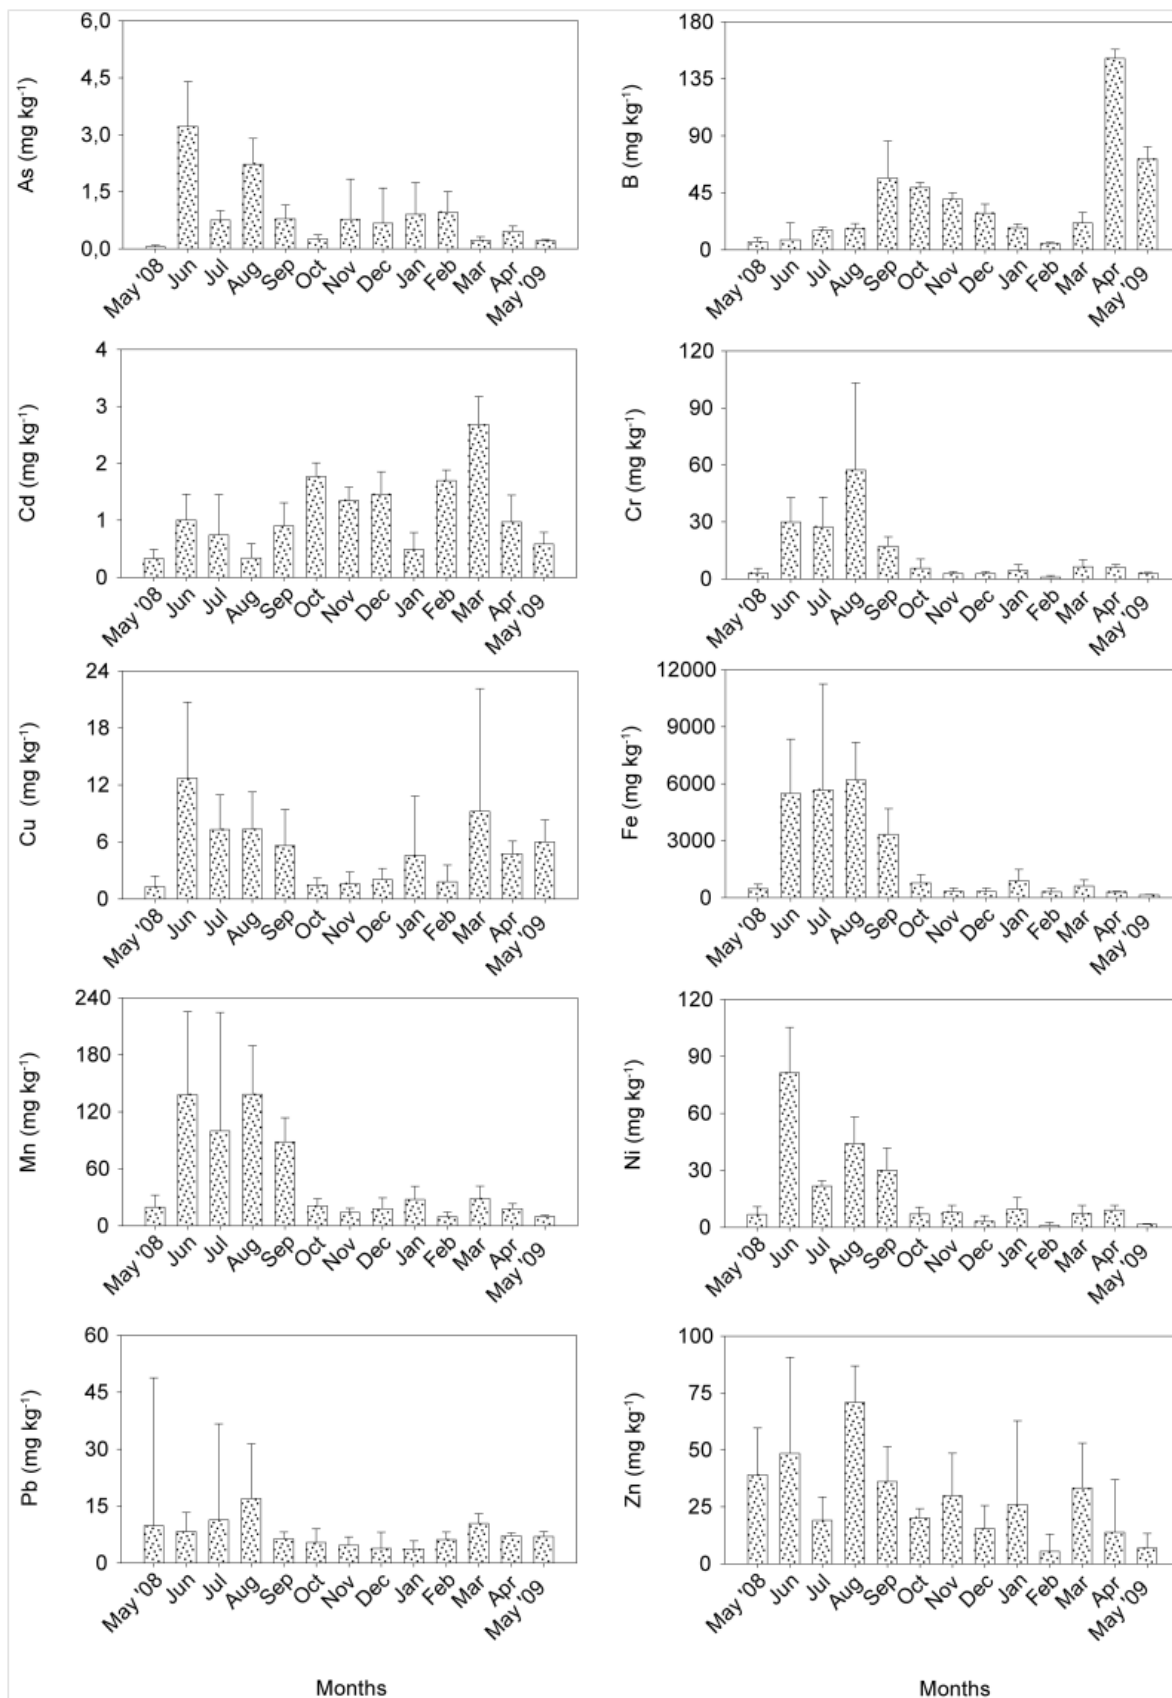 As (mg kg⁻¹)
6,0
4,5
3,0
1,5
0,0
May '08 Jun Jul Aug Sep Oct Nov Dec Jan Feb Mar Apr May '09
B (mg kg⁻¹)
180
135
90
45
0
May '08 Jun Jul Aug Sep Oct Nov Dec Jan Feb Mar Apr May '09
Cd (mg kg⁻¹)
4
3
2
1
0
May '08 Jun Jul Aug Sep Oct Nov Dec Jan Feb Mar Apr May '09
Cr (mg kg⁻¹)
120
90
60
30
0
May '08 Jun Jul Aug Sep Oct Nov Dec Jan Feb Mar Apr May '09
Cu (mg kg⁻¹)
24
18
12
6
0
May '08 Jun Jul Aug Sep Oct Nov Dec Jan Feb Mar Apr May '09
Fe (mg kg⁻¹)
12000
9000
6000
3000
0
May '08 Jun Jul Aug Sep Oct Nov Dec Jan Feb Mar Apr May '09
Mn (mg kg⁻¹)
240
180
120
60
0
May '08 Jun Jul Aug Sep Oct Nov Dec Jan Feb Mar Apr May '09
Ni (mg kg⁻¹)
120
90
60
30
0
May '08 Jun Jul Aug Sep Oct Nov Dec Jan Feb Mar Apr May '09
Pb (mg kg⁻¹)
60
45
30
15
0
May '08 Jun Jul Aug Sep Oct Nov Dec Jan Feb Mar Apr May '09
Zn (mg kg⁻¹)
100
75
50
25
0
May '08 Jun Jul Aug Sep Oct Nov Dec Jan Feb Mar Apr May '09
Months
Months